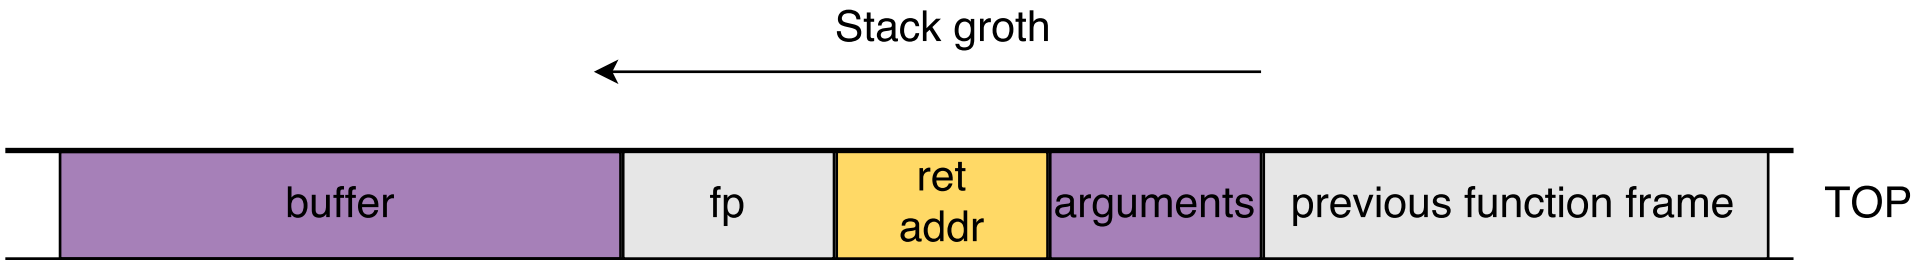 Stack groth
buffer
fp
ret
addr
arguments
previous function frame
TOP